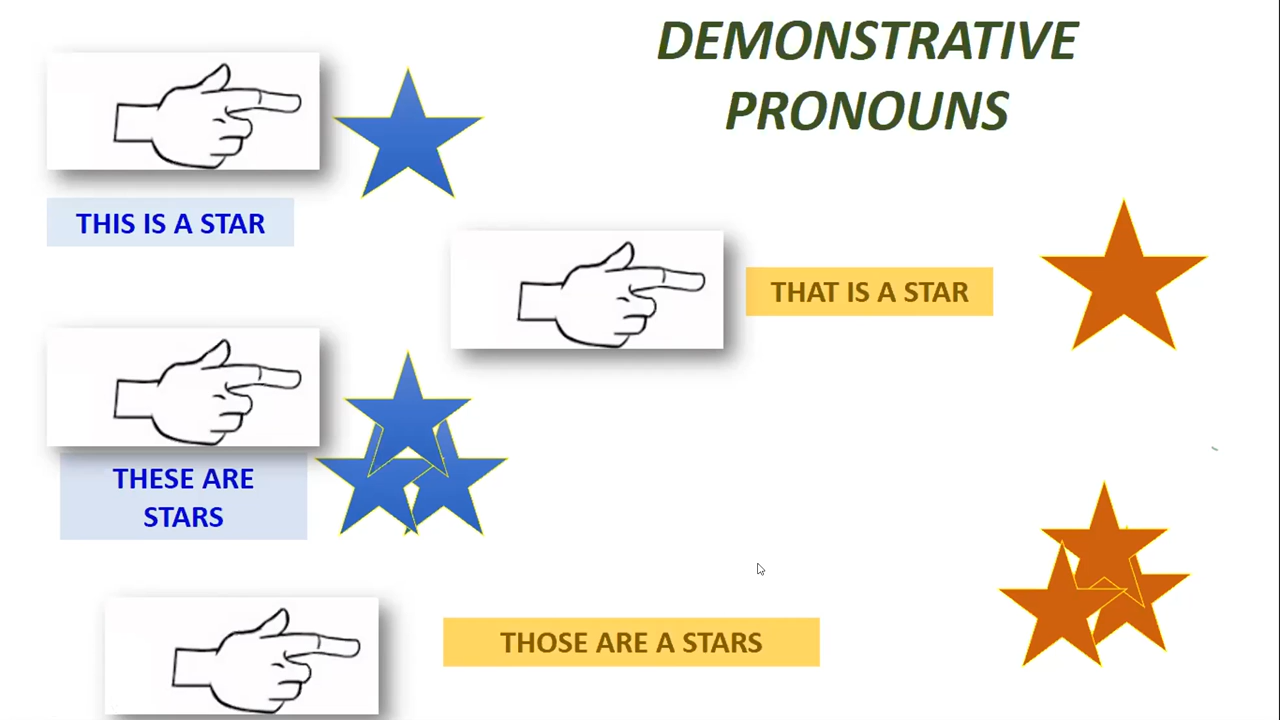 DEMONSTRATIVE
PRONOUNS
THIS IS A STAR
THAT IS A STAR
THESE ARE
STARS
THOSE ARE A STARS